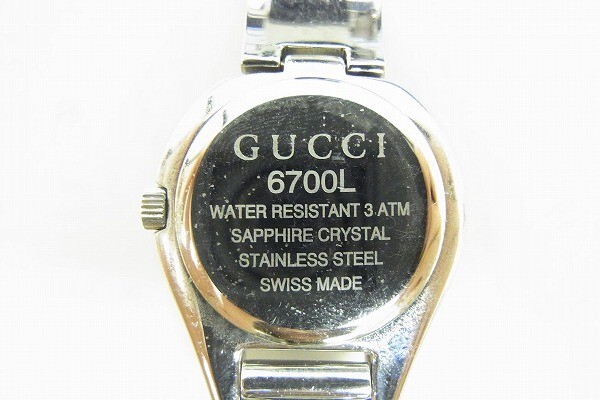 GUCCI
6700L
WATER RESISTANT 3 ATM
SAPPHIRE CRYSTAL
STAINLESS STEEL
SWISS MADE